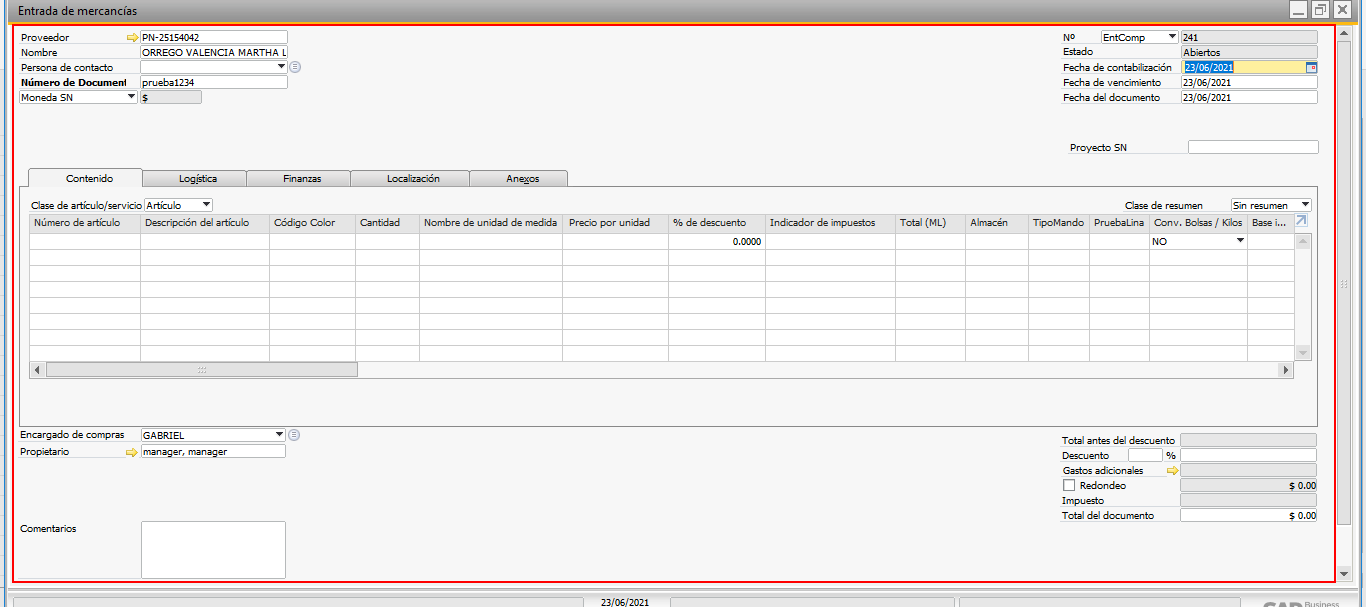 Entrada de mercancías
Proveedor PN-25154042
Nombre ORREGO VALENCIA MARTHA L
Persona de contacto
Número de Document prueba1234
Moneda SN $
Nº EntComp 241
Estado Abiertos
Fecha de contabilización 23/06/2021
Fecha de vencimiento 23/06/2021
Fecha del documento 23/06/2021
Proyecto SN
Contenido Logística Finanzas Localización Anexos
Clase de artículo/servicio Artículo Clase de resumen Sin resumen
Número de artículo Descripción del artículo Código Color Cantidad Nombre de unidad de medida Precio por unidad % de descuento Indicador de impuestos Total (ML) Almacén TipoMando PruebaLina Conv. Bolsas / Kilos Base i...
0.0000 NO
Encargado de compras GABRIEL
Propietario manager, manager
Comentarios
Total antes del descuento
Descuento %
Gastos adicionales
Redondeo $ 0.00
Impuesto
Total del documento $ 0.00
23/06/2021
SAP Business